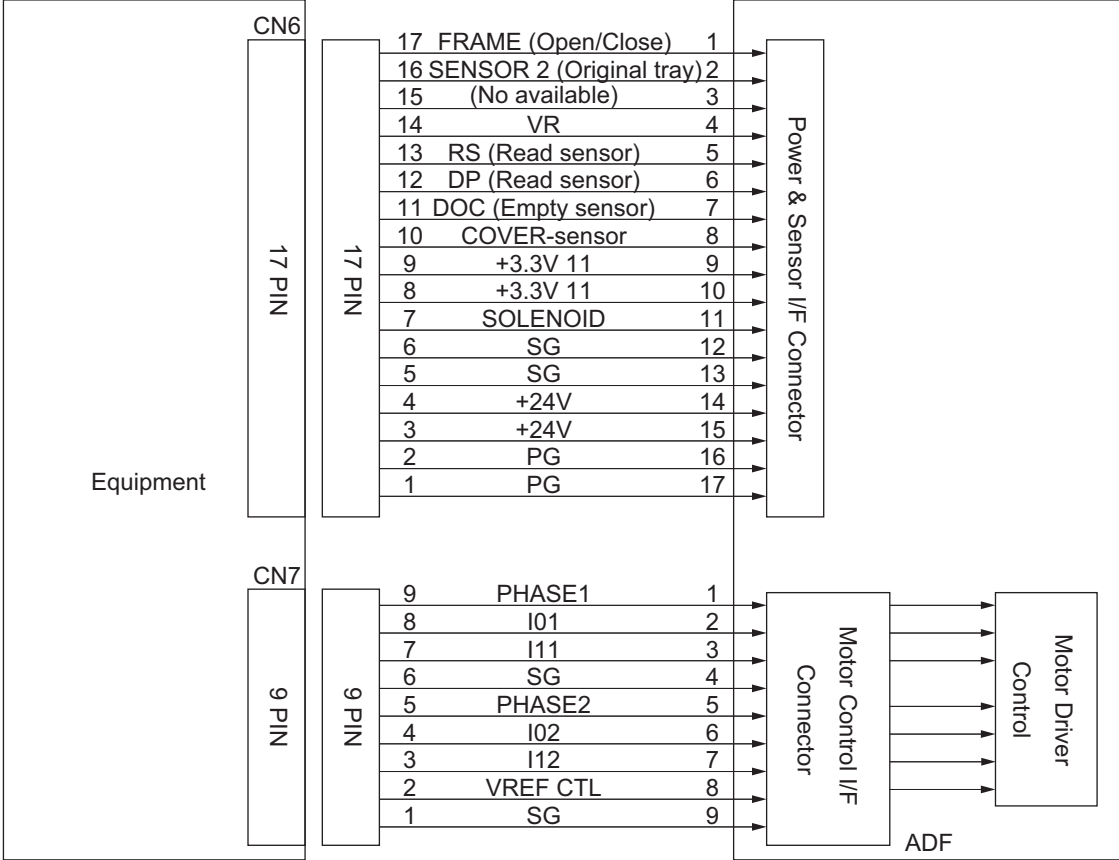 CN6
17 FRAME (Open/Close) 1
16 SENSOR 2 (Original tray) 2
15 (No available) 3
14 VR 4
13 RS (Read sensor) 5
12 DP (Read sensor) 6
11 DOC (Empty sensor) 7
10 COVER-sensor 8
9 +3.3V 11 9
8 +3.3V 11 10
7 SOLENOID 11
6 SG 12
5 SG 13
4 +24V 14
3 +24V 15
2 PG 16
1 PG 17
17 PIN
17 PIN
Power & Sensor I/F Connector
Equipment
CN7
9 PHASE1 1
8 I01 2
7 I11 3
6 SG 4
5 PHASE2 5
4 I02 6
3 I12 7
2 VREF CTL 8
1 SG 9
9 PIN
9 PIN
Motor Control I/F
Connector
Motor Driver
Control
ADF